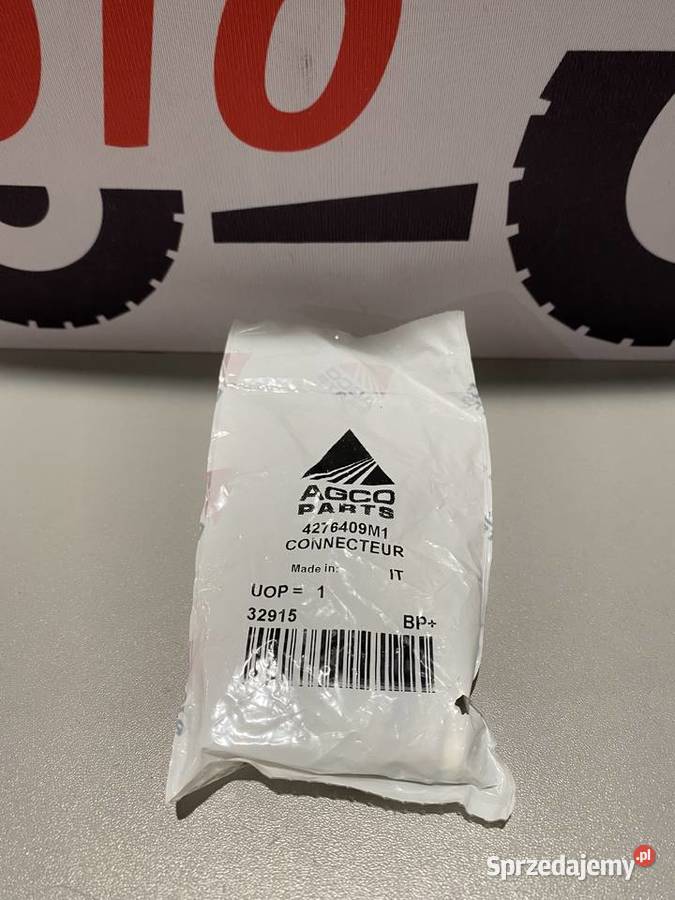 AGCO
PARTS
4276409M1
CONNECTEUR
Made in: IT
UOP = 1
32915 BP+
Sprzedajemy.pl